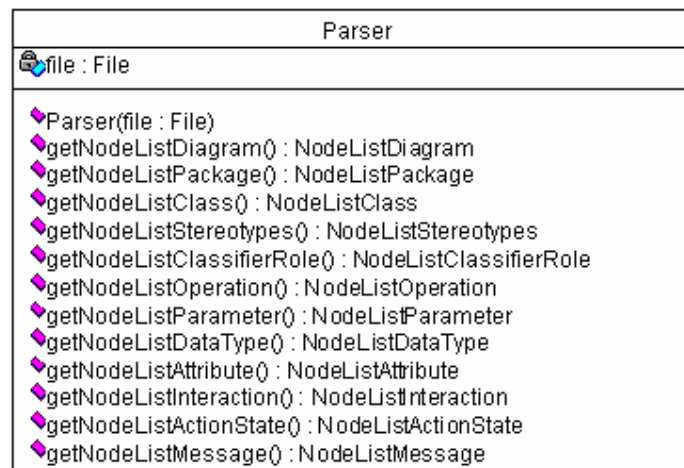 Parser
file : File
Parser(file : File)
getNodeListDiagram() : NodeListDiagram
getNodeListPackage() : NodeListPackage
getNodeListClass() : NodeListClass
getNodeListStereotypes() : NodeListStereotypes
getNodeListClassifierRole() : NodeListClassifierRole
getNodeListOperation() : NodeListOperation
getNodeListParameter() : NodeListParameter
getNodeListDataType() : NodeListDataType
getNodeListAttribute() : NodeListAttribute
getNodeListInteraction() : NodeListInteraction
getNodeListActionState() : NodeListActionState
getNodeListMessage() : NodeListMessage